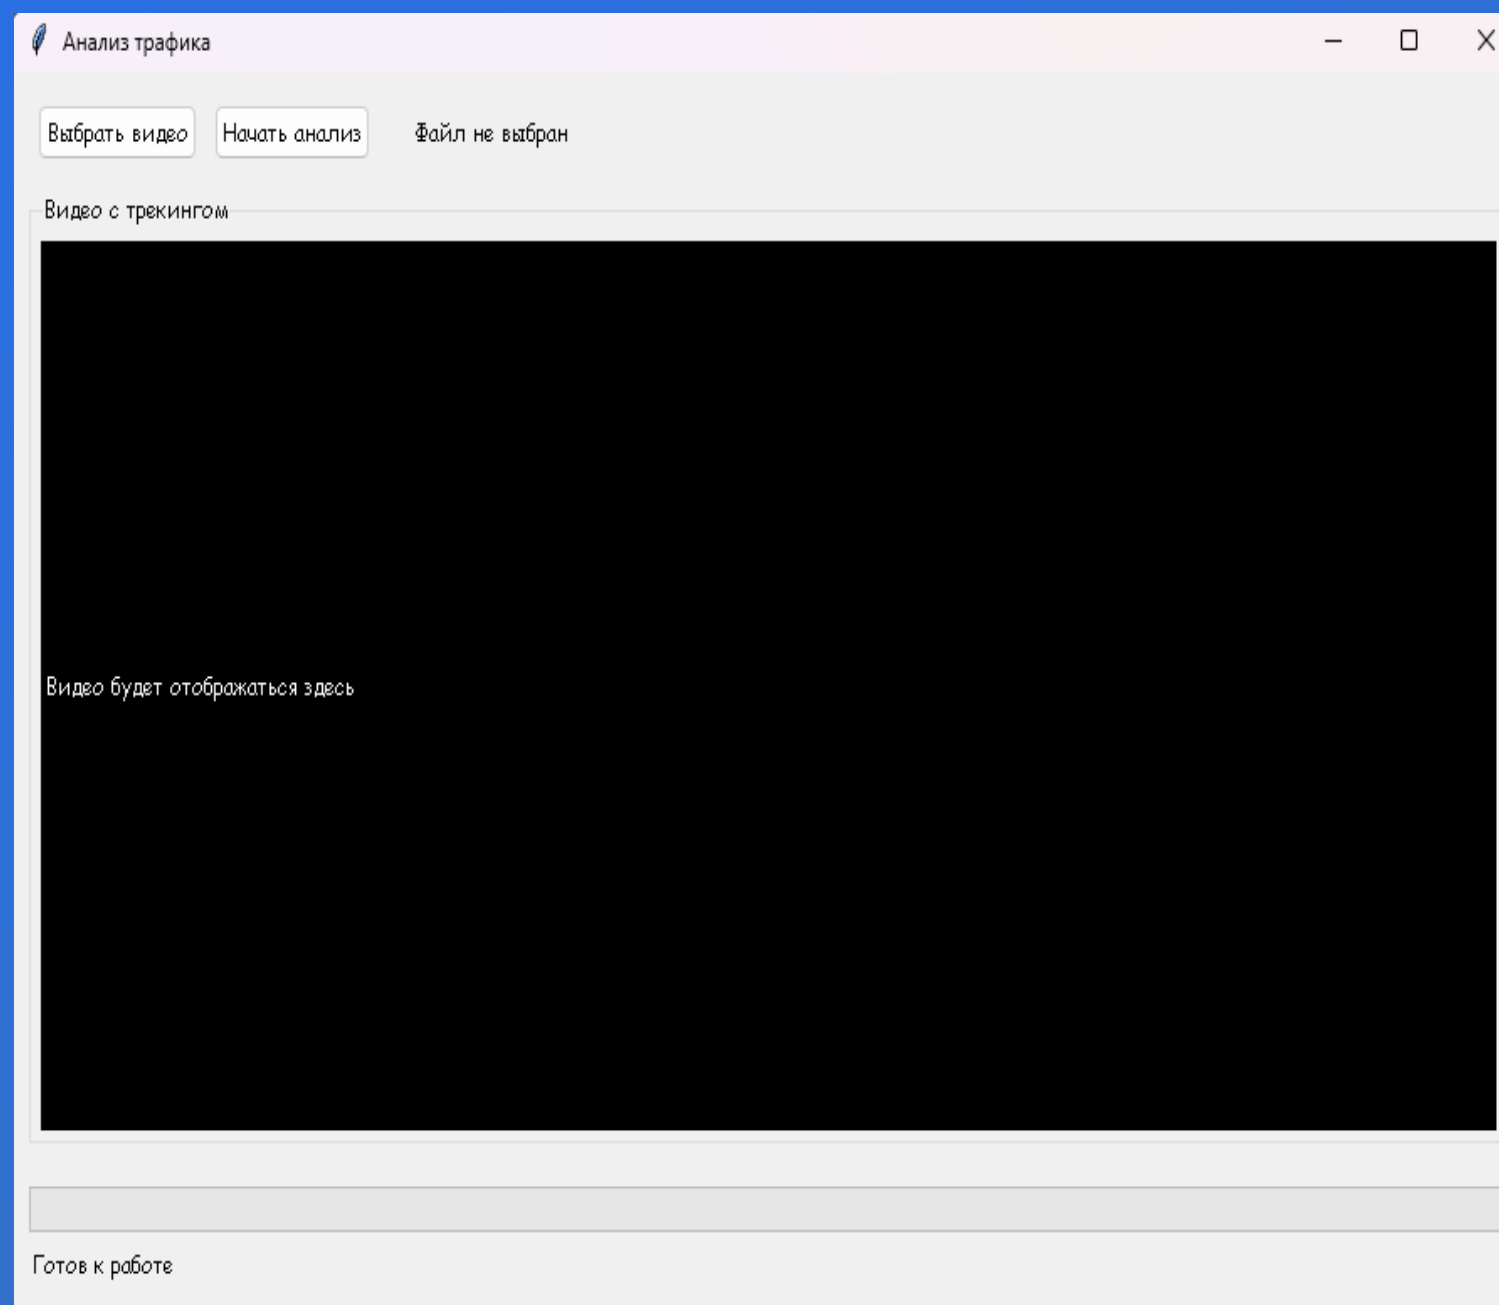 Анализ трафика
Выбрать видео Начать анализ Файл не выбран
Видео с трекингом
Видео будет отображаться здесь
Готов к работе